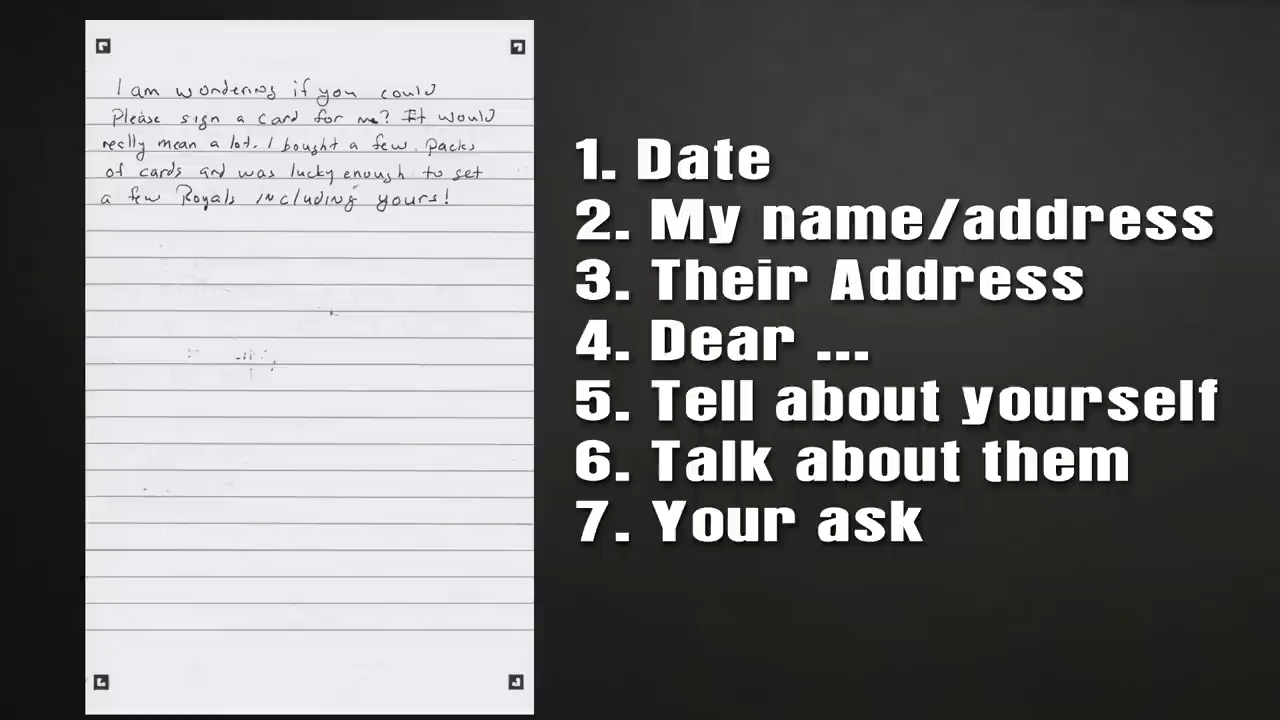 I am wondering if you could
Please sign a card for me? It would
really mean a lot. I bought a few packs
of cards and was lucky enough to get
a few Royals including yours!
1. Date
2. My name/address
3. Their Address
4. Dear ...
5. Tell about yourself
6. Talk about them
7. Your ask